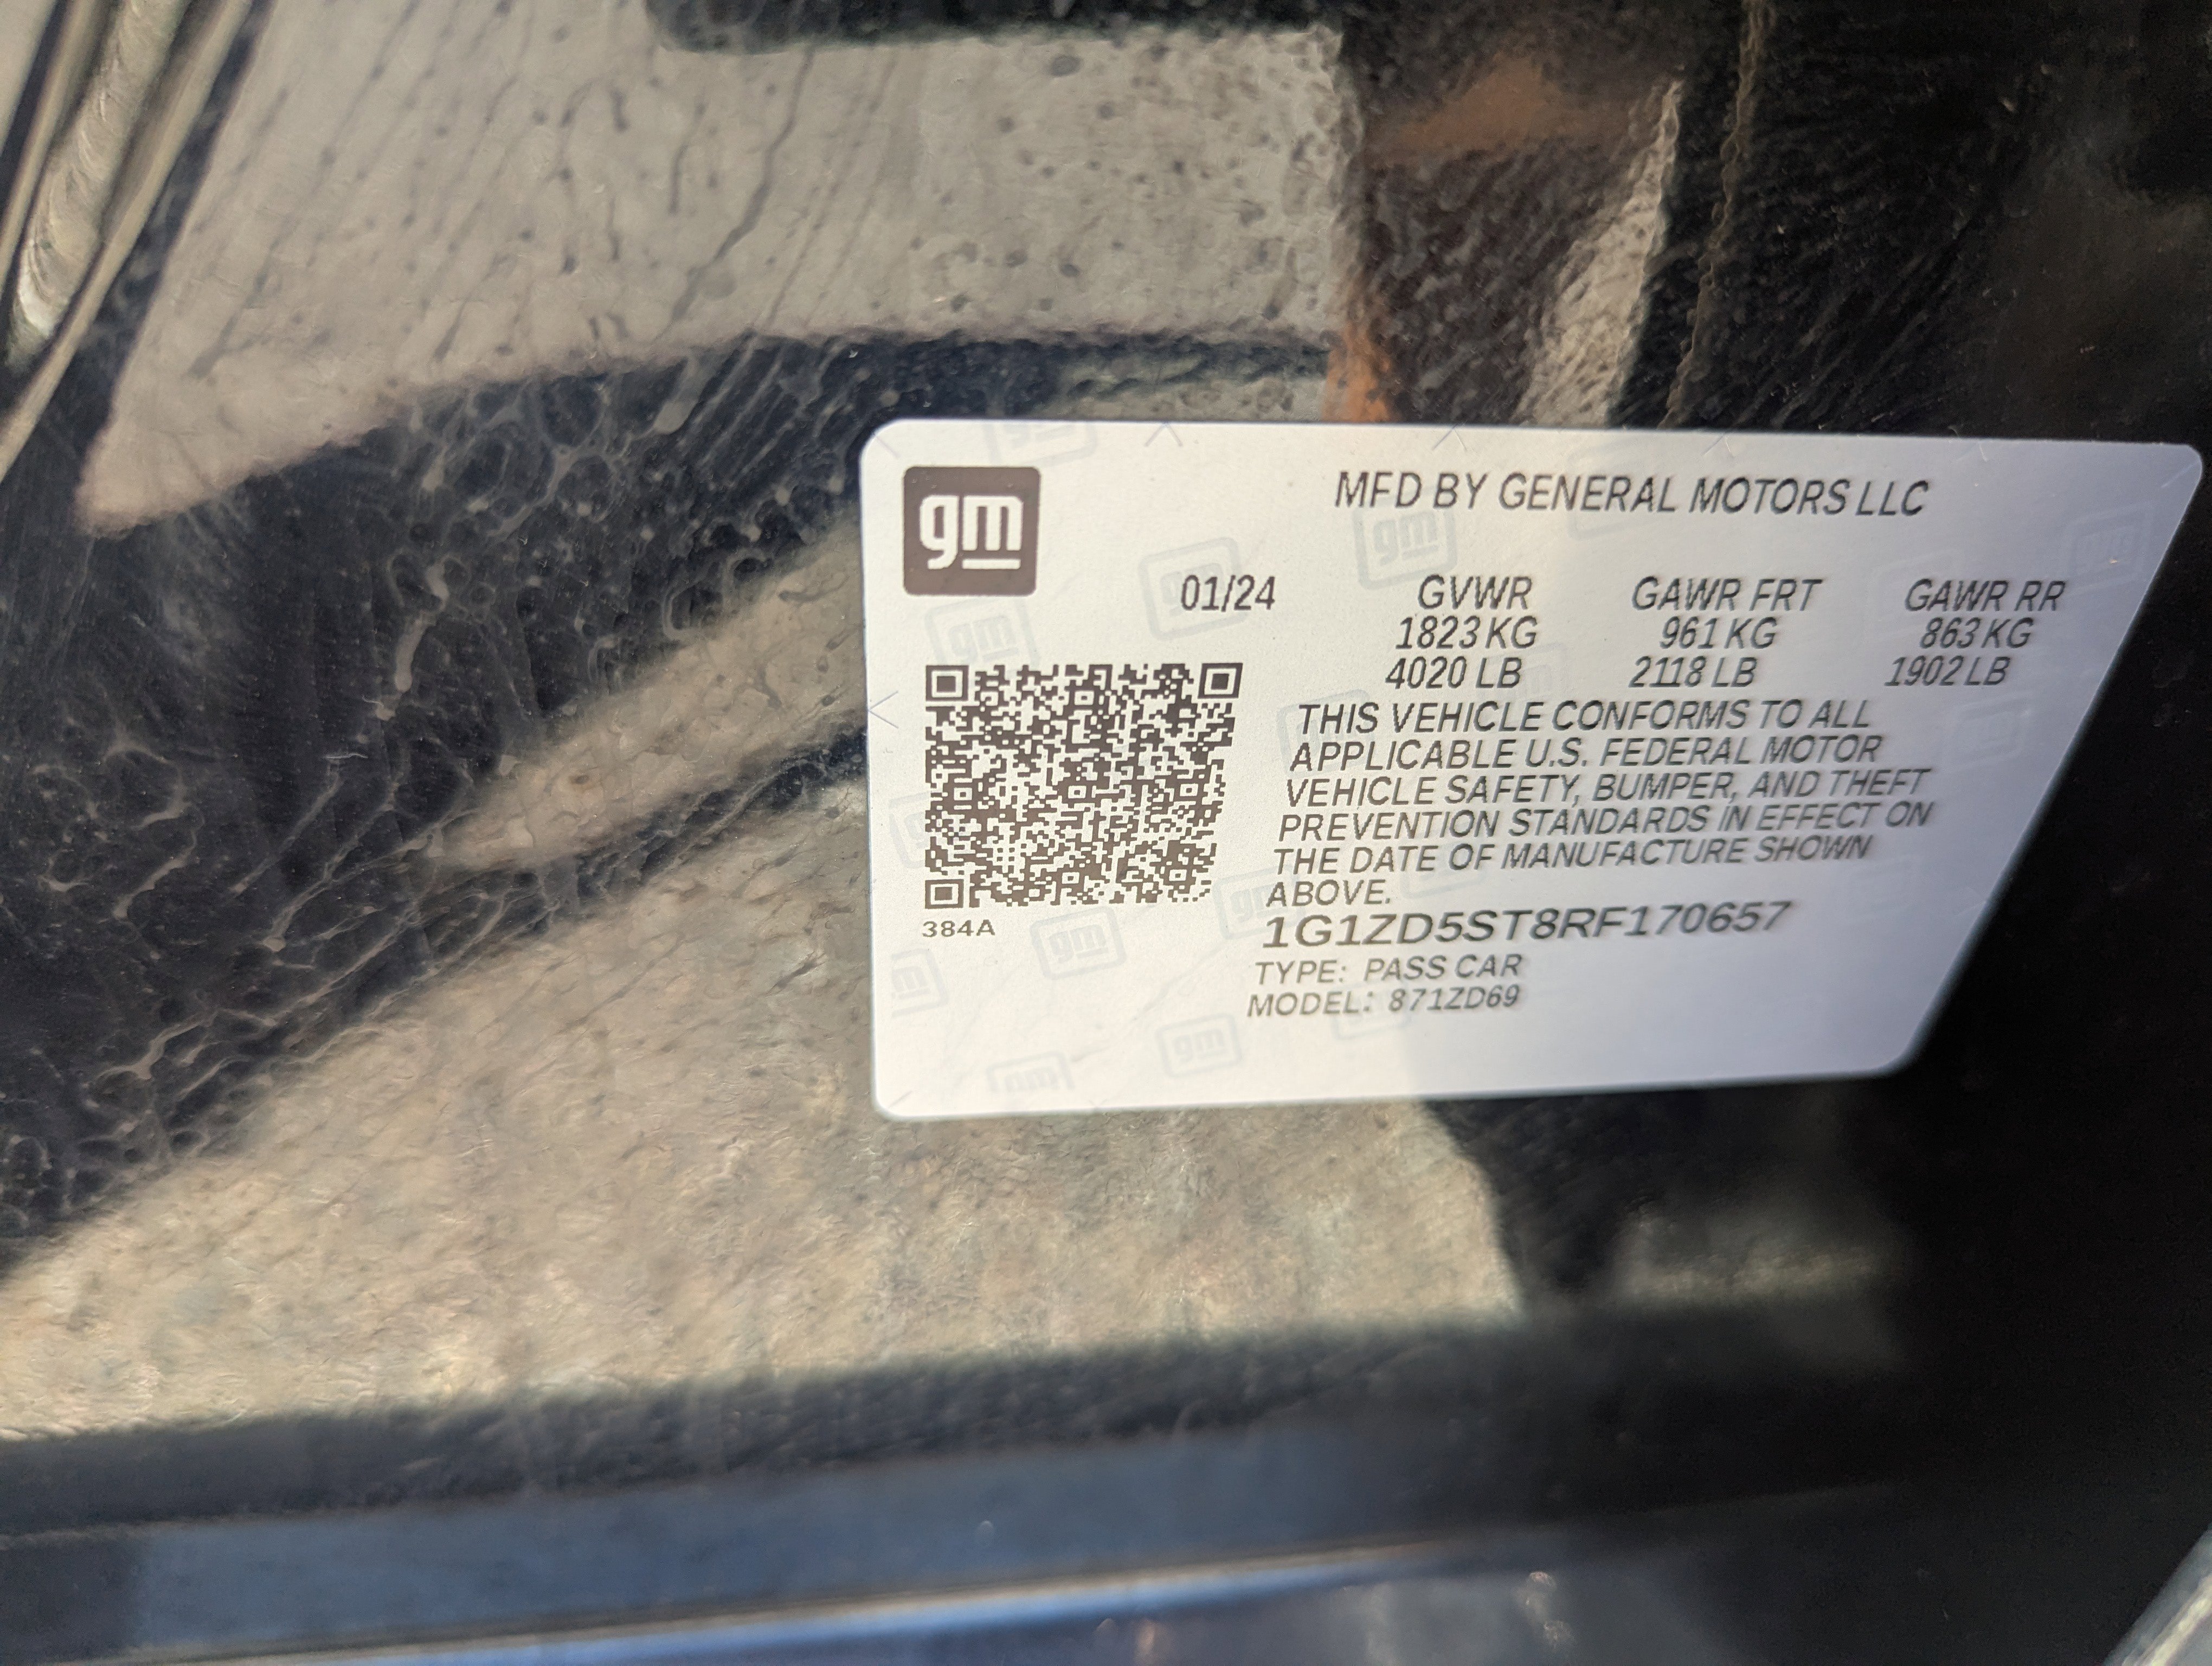 gm
MFD BY GENERAL MOTORS LLC
01/24 GVWR GAWR FRT GAWR RR
1823 KG 961 KG 863 KG
4020 LB 2118 LB 1902 LB
THIS VEHICLE CONFORMS TO ALL
APPLICABLE U.S. FEDERAL MOTOR
VEHICLE SAFETY, BUMPER, AND THEFT
PREVENTION STANDARDS IN EFFECT ON
THE DATE OF MANUFACTURE SHOWN
ABOVE.
384A
1G1ZD5ST8RF170657
TYPE: PASS CAR
MODEL: 871ZD69